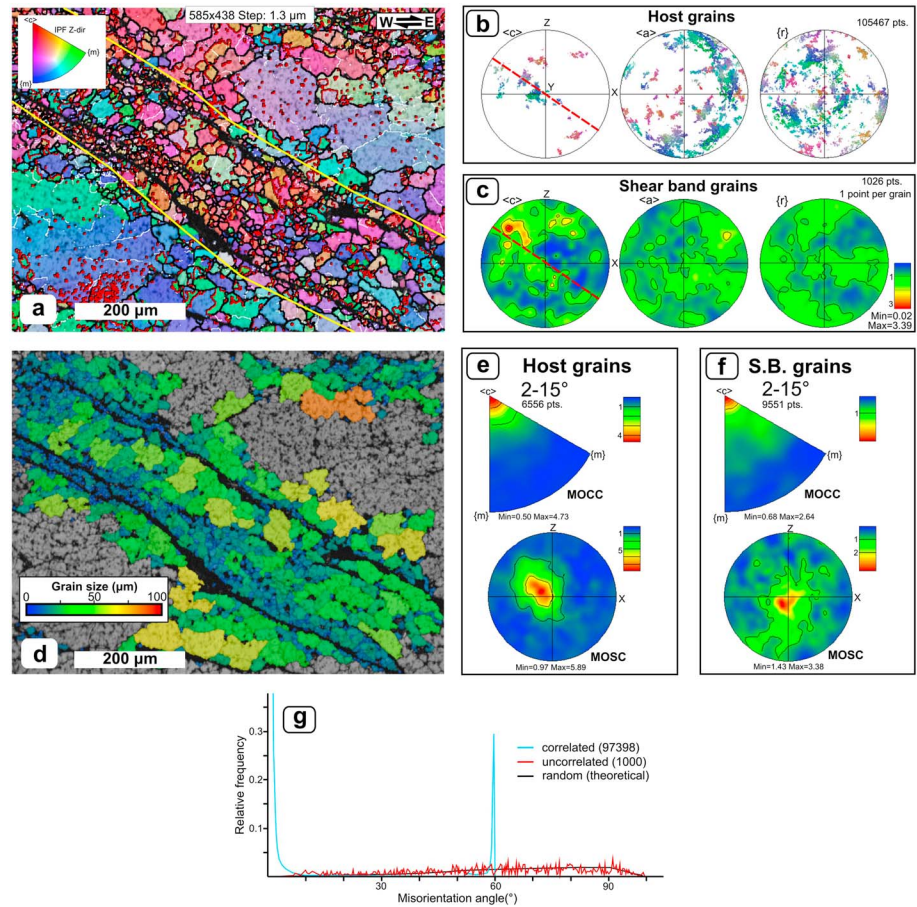 585x438 Step: 1.3 µm
W E
<c>
IPF Z-dir
{m}
{m}
200 µm
a
b
Host grains
105467 pts.
<c>
Z
<a>
{r}
Y
X
c
Shear band grains
1026 pts.
1 point per grain
<c>
Z
<a>
{r}
X
1
3
Min=0.02
Max=3.39
Grain size (µm)
0 50 100
200 µm
d
e
Host grains
2-15°
6556 pts.
<c>
1
4
{m}
MOCC
{m}
Min=0.50 Max=4.73
Z
1
5
X
MOSC
Min=0.97 Max=5.89
f
S.B. grains
2-15°
9551 pts.
<c>
1
{m}
MOCC
{m}
Min=0.68 Max=2.64
Z
1
2
X
MOSC
Min=1.43 Max=3.38
g
Relative frequency
0.3
0.2
0.1
correlated (97398)
uncorrelated (1000)
random (theoretical)
30 60 90
Misorientation angle(°)